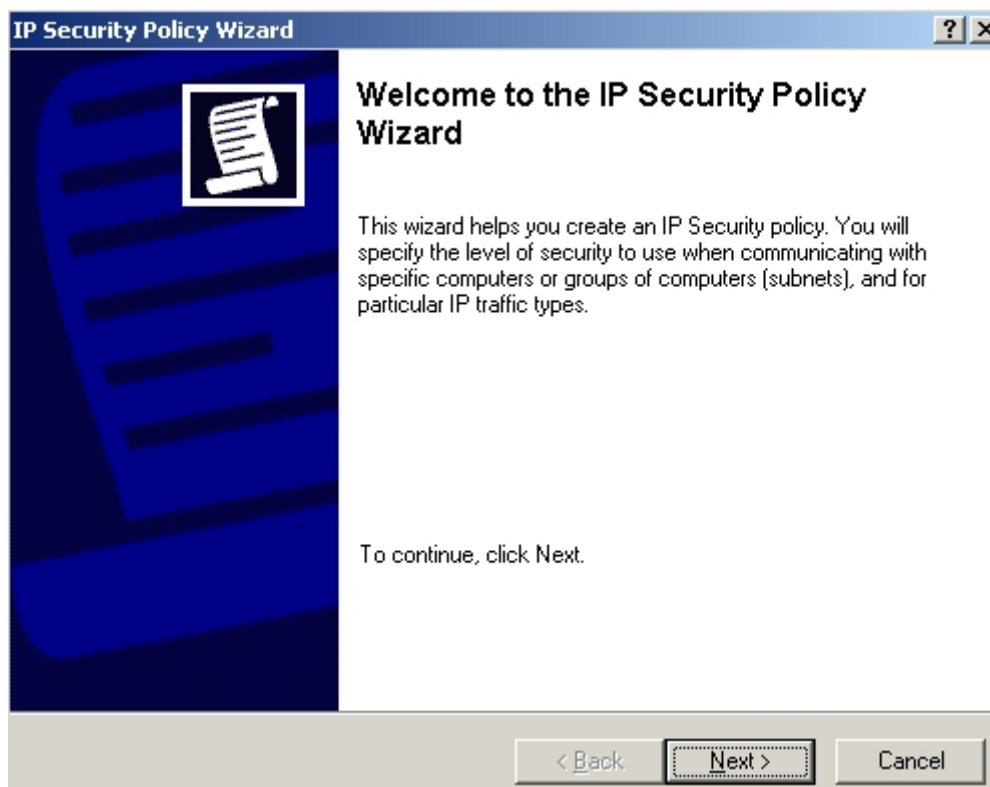 IP Security Policy Wizard
Welcome to the IP Security Policy
Wizard
This wizard helps you create an IP Security policy. You will
specify the level of security to use when communicating with
specific computers or groups of computers (subnets), and for
particular IP traffic types.
To continue, click Next.
< Back
Next >
Cancel